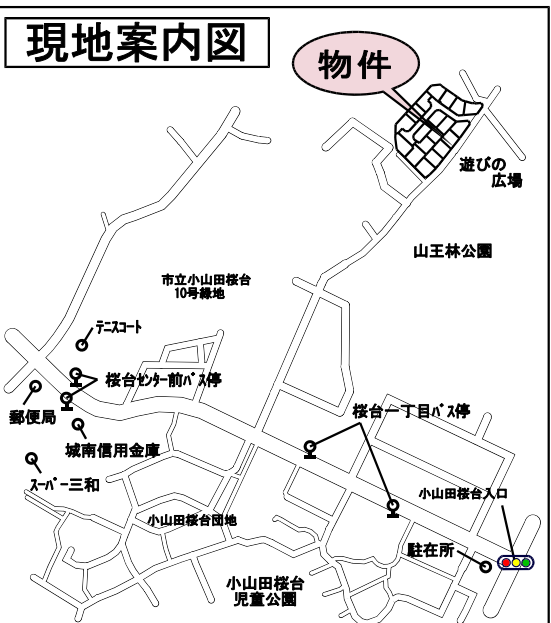 現地案内図
物件
遊びの
広場
山王林公園
市立小山田桜台
10号緑地
テニスコート
桜台センター前バス停
郵便局
桜台一丁目バス停
城南信用金庫
スーパー三和
小山田桜台入口
小山田桜台団地
駐在所
小山田桜台
児童公園